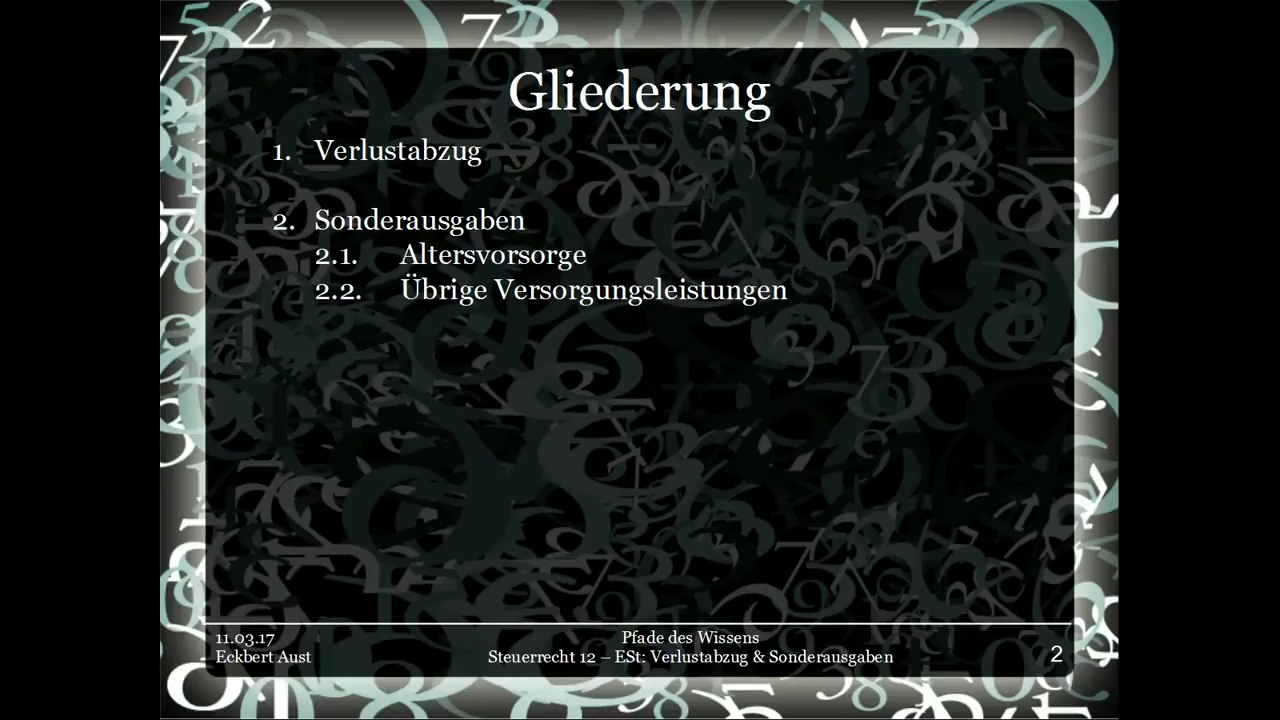 Gliederung
1. Verlustabzug
2. Sonderausgaben
2.1. Altersvorsorge
2.2. Übrige Versorgungsleistungen
11.03.17
Eckbert Aust
Pfade des Wissens
Steuerrecht 12 – ESt: Verlustabzug & Sonderausgaben
2